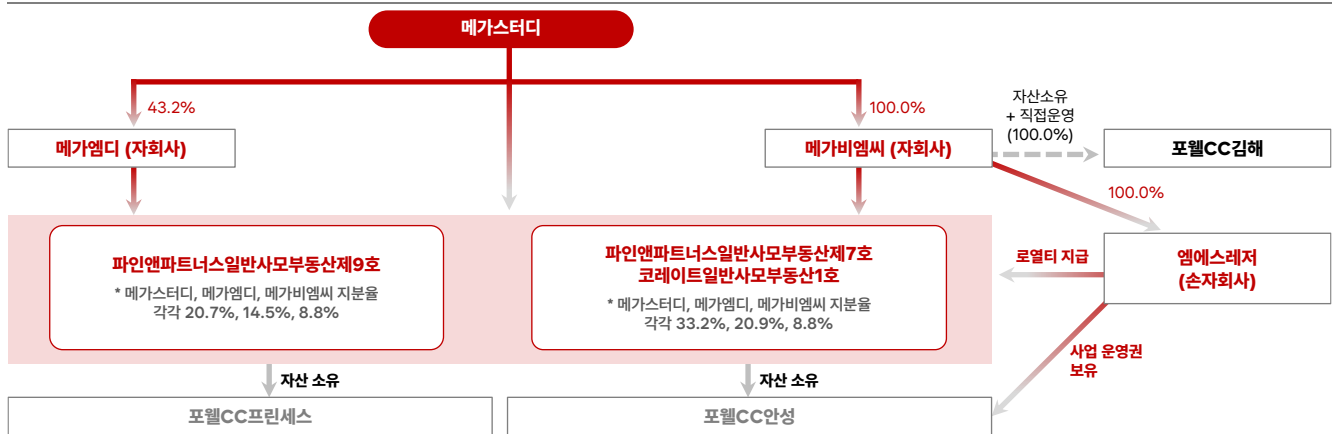 메가스터디
43.2%
100.0%
자산소유
+ 직접운영
(100.0%)
메가엠디 (자회사)
메가비엠씨 (자회사)
포웰CC김해
100.0%
파인앤파트너스일반사모부동산제9호
* 메가스터디, 메가엠디, 메가비엠씨 지분율
각각 20.7%, 14.5%, 8.8%
파인앤파트너스일반사모부동산제7호
코레이트일반사모부동산1호
* 메가스터디, 메가엠디, 메가비엠씨 지분율
각각 33.2%, 20.9%, 8.8%
로열티 지급
엠에스레저
(손자회사)
사업 운영권
보유
자산 소유
자산 소유
포웰CC프린세스
포웰CC안성